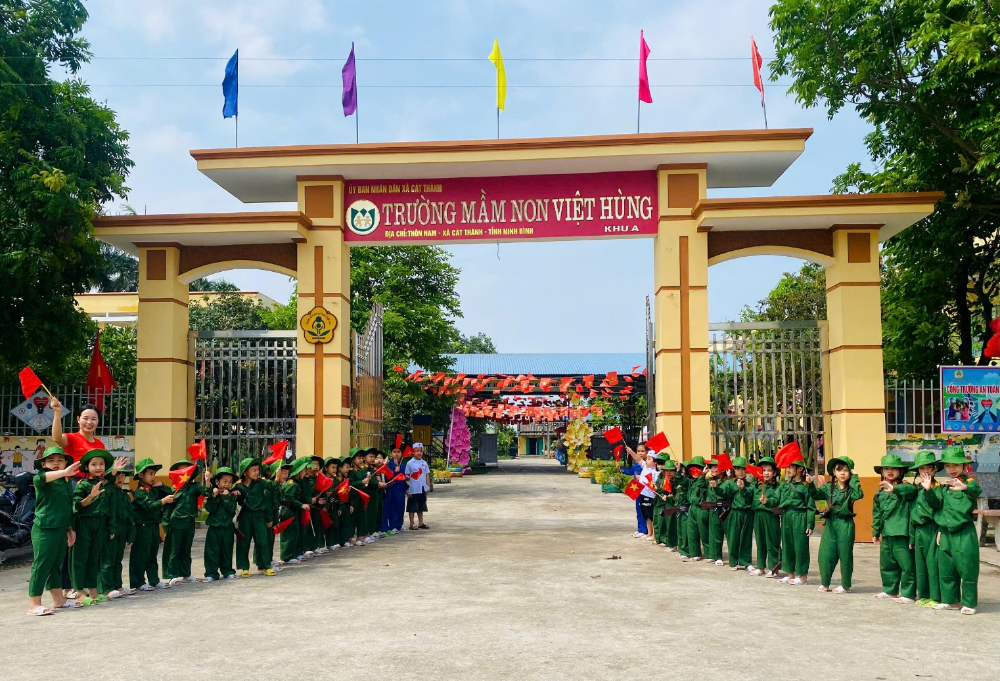 ỦY BAN NHÂN DÂN XÃ CÁT THÀNH
TRƯỜNG MẦM NON VIỆT HÙNG
ĐỊA CHỈ:THÔN NAM - XÃ CÁT THÀNH - TỈNH NINH BÌNH
KHU A
CỔNG TRƯỜNG AN TOÀN